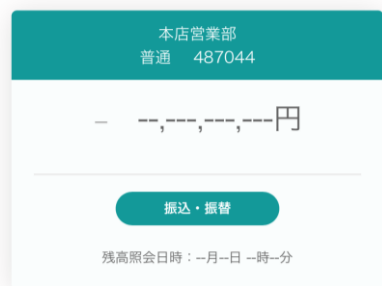 本店営業部
普通 487044
− --,---,---,---円
振込・振替
残高照会日時：--月--日 --時--分